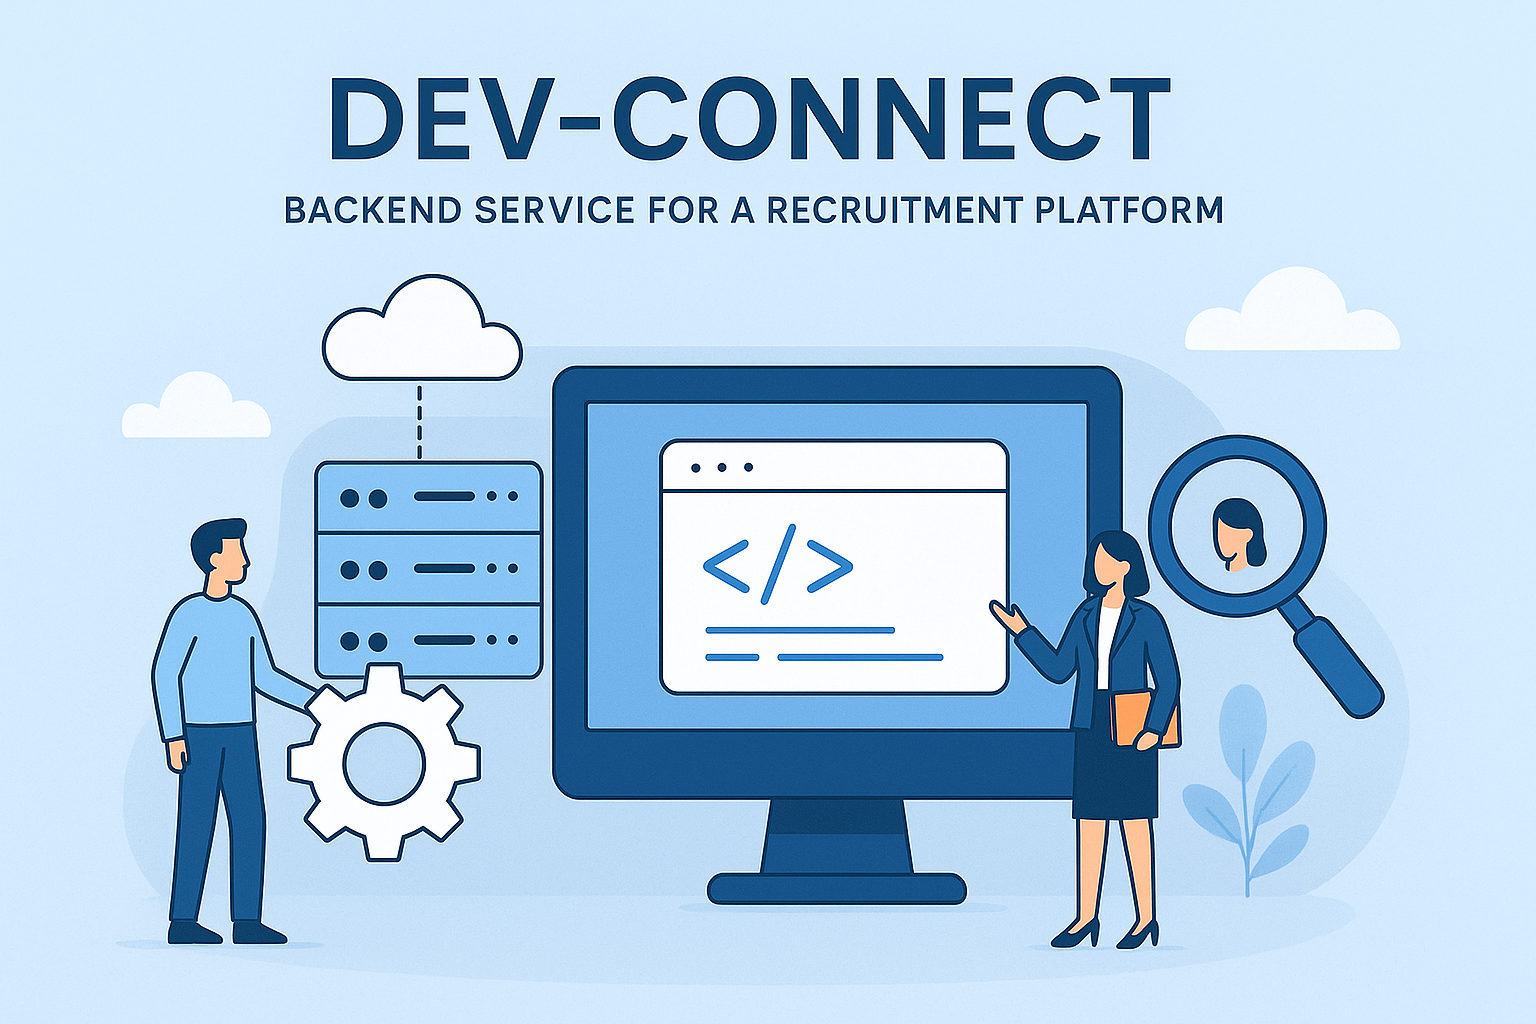 DEV-CONNECT
BACKEND SERVICE FOR A RECRUITMENT PLATFORM
</>